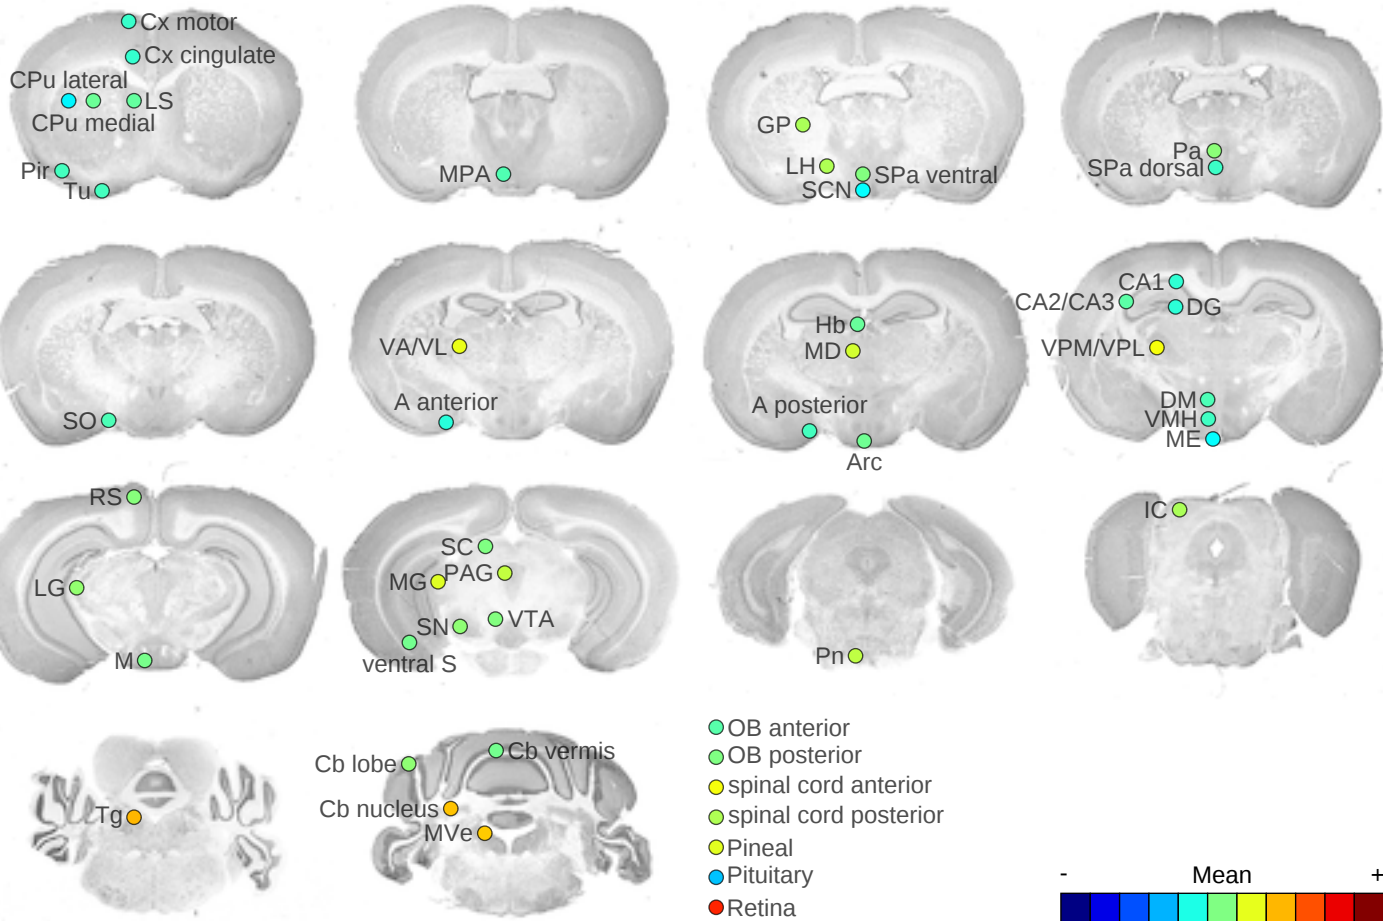 Cx motor
Cx cingulate
CPu lateral
LS
CPu medial
Pir
Tu
MPA
GP
LH
SPa ventral
SCN
Pa
SPa dorsal
SO
VA/VL
A anterior
Hb
MD
A posterior
Arc
CA1
CA2/CA3
DG
VPM/VPL
DM
VMH
ME
RS
LG
M
SC
MG
PAG
SN
VTA
ventral S
Pn
IC
Tg
Cb lobe
Cb vermis
Cb nucleus
MVe
OB anterior
OB posterior
spinal cord anterior
spinal cord posterior
Pineal
Pituitary
Retina
- Mean +